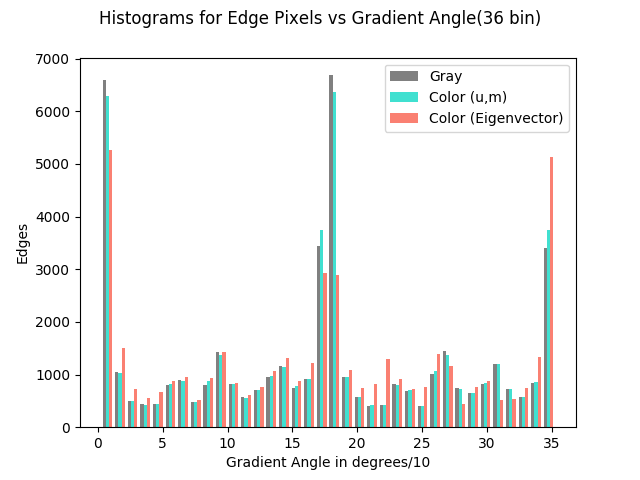 Histograms for Edge Pixels vs Gradient Angle(36 bin)
7000
6000
5000
4000
3000
2000
1000
0
Edges
Gray
Color (u,m)
Color (Eigenvector)
0 5 10 15 20 25 30 35
Gradient Angle in degrees/10